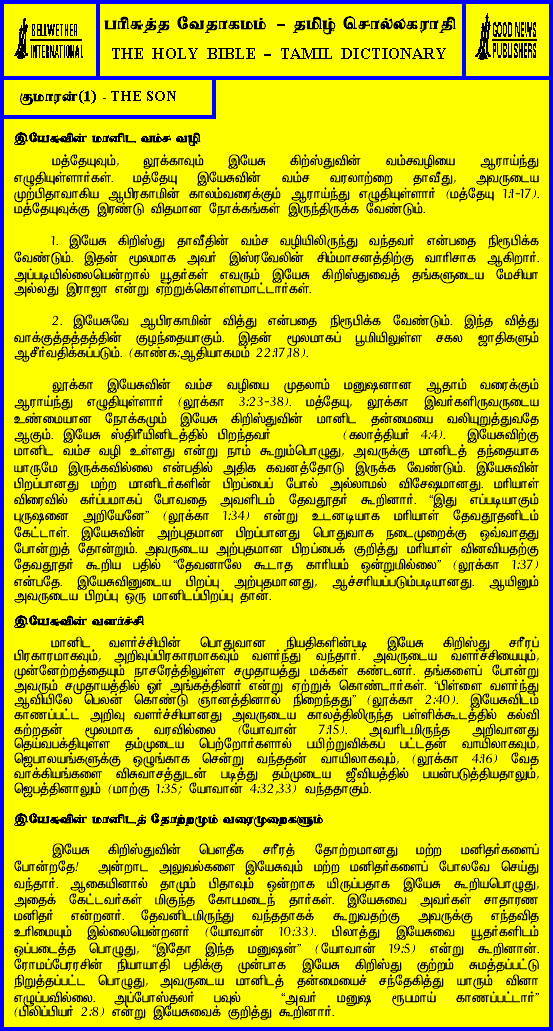 BELLWETHER
INTERNATIONAL
பரிசுத்த வேதாகமம் – தமிழ் சொல்லகராதி
THE HOLY BIBLE – TAMIL DICTIONARY
GOOD NEWS
PUBLISHERS
குமாரன்(1) - THE SON
இயேசுவின் மானிட வம்ச வழி
மத்தேயுவும், லூக்காவும் இயேசு கிறிஸ்துவின் வம்சவழியை ஆராய்ந்து
எழுதியுள்ளார்கள். மத்தேயு இயேசுவின் வம்ச வரலாற்றை தாவீது, அவருடைய
முற்பிதாவாகிய ஆபிரகாமின் காலம்வரைக்கும் ஆராய்ந்து எழுதியுள்ளார் (மத்தேயு 1:1-17).
மத்தேயுவுக்கு இரண்டு விதமான நோக்கங்கள் இருந்திருக்க வேண்டும்.
1. இயேசு கிறிஸ்து தாவீதின் வம்ச வழியிலிருந்து வந்தவர் என்பதை நிரூபிக்க
வேண்டும். இதன் மூலமாக அவர் இஸ்ரவேலின் சிம்மாசனத்திற்கு வாரிசாக ஆகிறார்.
அப்படியில்லையென்றால் யூதர்கள் எவரும் இயேசு கிறிஸ்துவைத் தங்களுடைய மேசியா
அல்லது இராஜா என்று ஏற்றுக்கொள்ளமாட்டார்கள்.
2. இயேசுவே ஆபிரகாமின் வித்து என்பதை நிரூபிக்க வேண்டும். இந்த வித்து
வாக்குத்தத்தத்தின் குழந்தையாகும். இதன் மூலமாகப் பூமியிலுள்ள சகல ஜாதிகளும்
ஆசீர்வதிக்கப்படும். (காண்க:ஆதியாகமம் 22:17,18).
லூக்கா இயேசுவின் வம்ச வழியை முதலாம் மனுஷனான ஆதாம் வரைக்கும்
ஆராய்ந்து எழுதியுள்ளார் (லூக்கா 3:23-38). மத்தேயு, லூக்கா இவர்களிருவருடைய
உண்மையான நோக்கமும் இயேசு கிறிஸ்துவின் மானிட தன்மையை வலியுறுத்துவதே
ஆகும். இயேசு ஸ்திரீயினிடத்தில் பிறந்தவர் (கலாத்தியர் 4:4). இயேசுவிற்கு
மானிட வம்ச வழி உள்ளது என்று நாம் கூறும்பொழுது, அவருக்கு மானிடத் தந்தையாக
யாருமே இருக்கவில்லை என்பதில் அதிக கவனத்தோடு இருக்க வேண்டும். இயேசுவின்
பிறப்பானது மற்ற மானிடர்களின் பிறப்பைப் போல் அல்லாமல் விசேஷமானது. மரியாள்
விரைவில் கர்ப்பமாகப் போவதை அவளிடம் தேவதூதர் கூறினார். “இது எப்படியாகும்
புருஷனை அறியேனே” (லூக்கா 1:34) என்று உடனடியாக மரியாள் தேவதூதனிடம்
கேட்டாள். இயேசுவின் அற்புதமான பிறப்பானது பொதுவாக நடைமுறைக்கு ஒவ்வாதது
போன்றுத் தோன்றும். அவருடைய அற்புதமான பிறப்பைக் குறித்து மரியாள் வினவியதற்கு
தேவதூதர் கூறிய பதில் “தேவனாலே கூடாத காரியம் ஒன்றுமில்லை” (லூக்கா 1:37)
என்பதே. இயேசுவினுடைய பிறப்பு அற்புதமானது, ஆச்சரியப்படும்படியானது. ஆயினும்
அவருடைய பிறப்பு ஒரு மானிடப்பிறப்பு தான்.
இயேசுவின் வளர்ச்சி
மானிட வளர்ச்சியின் பொதுவான நியதிகளின்படி இயேசு கிறிஸ்து சரீரப்
பிரகாரமாகவும், அறிவுப்பிரகாரமாகவும் வளர்ந்து வந்தார். அவருடைய வளர்ச்சியையும்,
முன்னேற்றத்தையும் நாசரேத்திலுள்ள சமுதாயத்து மக்கள் கண்டனர். தங்களைப் போன்று
அவரும் சமுதாயத்தில் ஓர் அங்கத்தினர் என்று ஏற்றுக் கொண்டார்கள். “பிள்ளை வளர்ந்து
ஆவியிலே பெலன் கொண்டு ஞானத்தினால் நிறைந்தது” (லூக்கா 2:40). இயேசுவிடம்
காணப்பட்ட அறிவு வளர்ச்சியானது அவருடைய காலத்திலிருந்த பள்ளிக்கூடத்தில் கல்வி
கற்றதன் மூலமாக வரவில்லை (யோவான் 7:15). அவரிடமிருந்த அறிவானது
தெய்வபக்தியுள்ள தம்முடைய பெற்றோர்களால் பயிற்றுவிக்கப் பட்டதன் வாயிலாகவும்,
ஜெபாலயங்களுக்கு ஒழுங்காக சென்று வந்ததன் வாயிலாகவும், (லூக்கா 4:16) வேத
வாக்கியங்களை விசுவாசத்துடன் படித்து தம்முடைய ஜீவியத்தில் பயன்படுத்தியதாலும்,
ஜெபத்தினாலும் (மாற்கு 1:35; யோவான் 4:32,33) வந்ததாகும்.
இயேசுவின் மானிடத் தோற்றமும் வரைமுறைகளும்
இயேசு கிறிஸ்துவின் பௌதீக சரீரத் தோற்றமானது மற்ற மனிதர்களைப்
போன்றதே! அன்றாட அலுவல்களை இயேசுவும் மற்ற மனிதர்களைப் போலவே செய்து
வந்தார். ஆகையினால் தாமும் பிதாவும் ஒன்றாக யிருப்பதாக இயேசு கூறியபொழுது,
அதைக் கேட்டவர்கள் மிகுந்த கோபமடைந் தார்கள். இயேசுவை அவர்கள் சாதாரண
மனிதர் என்றனர். தேவனிடமிருந்து வந்ததாகக் கூறுவதற்கு அவருக்கு எந்தவித
உரிமையும் இல்லையென்றனர் (யோவான் 10:33). பிலாத்து இயேசுவை யூதர்களிடம்
ஒப்படைத்த பொழுது, “இதோ இந்த மனுஷன்” (யோவான் 19:5) என்று கூறினான்.
ரோமப்பேரரசின் நியாயாதி பதிக்கு முன்பாக இயேசு கிறிஸ்து குற்றம் சுமத்தப்பட்டு
நிறுத்தப்பட்ட பொழுது, அவருடைய மானிடத் தன்மையைச் சந்தேகித்து யாரும் வினா
எழுப்பவில்லை. அப்போஸ்தலர் பவுல் “அவர் மனுஷ ரூபமாய் காணப்பட்டார்”
(பிலிப்பியர் 2:8) என்று இயேசுவைக் குறித்து கூறினார்.